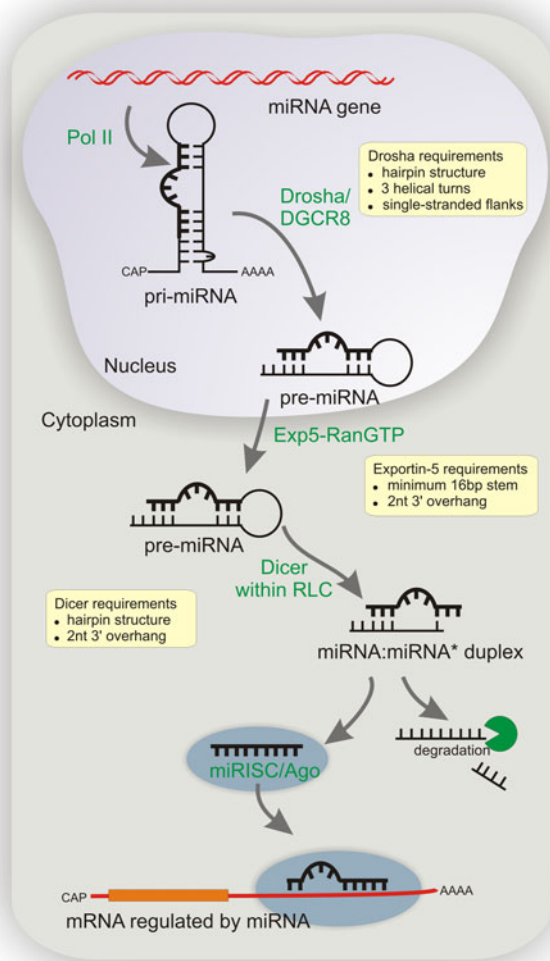 miRNA gene
Pol II
Drosha requirements
• hairpin structure
• 3 helical turns
• single-stranded flanks
Drosha/
DGCR8
CAP
AAAA
pri-miRNA
Nucleus
pre-miRNA
Cytoplasm
Exp5-RanGTP
Exportin-5 requirements
• minimum 16bp stem
• 2nt 3' overhang
pre-miRNA
Dicer
within RLC
Dicer requirements
• hairpin structure
• 2nt 3' overhang
miRNA:miRNA* duplex
degradation
miRISC/Ago
CAP
AAAA
mRNA regulated by miRNA